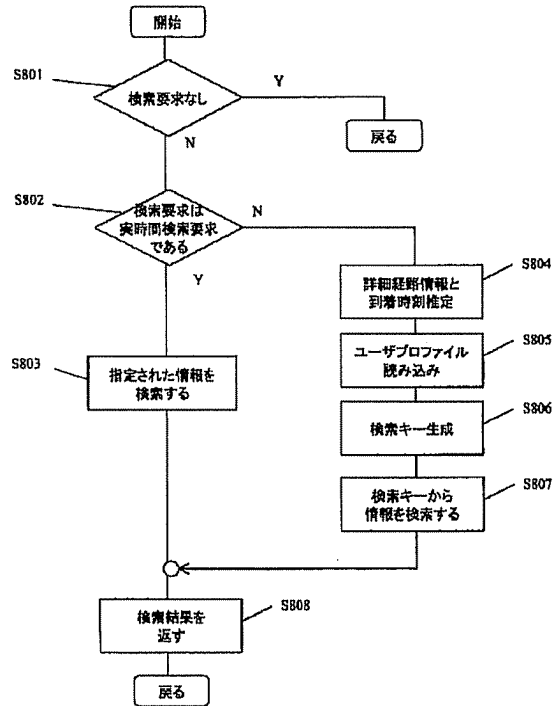 開始
S801
検索要求なし
Y
戻る
N
S802
検索要求は
実時間検索要求
である
N
Y
S804
詳細経路情報と
到着時刻推定
S805
ユーザプロファイル
読み込み
S803
指定された情報を
検索する
S806
検索キー生成
S807
検索キーから
情報を検索する
検索結果を
返す
S808
戻る